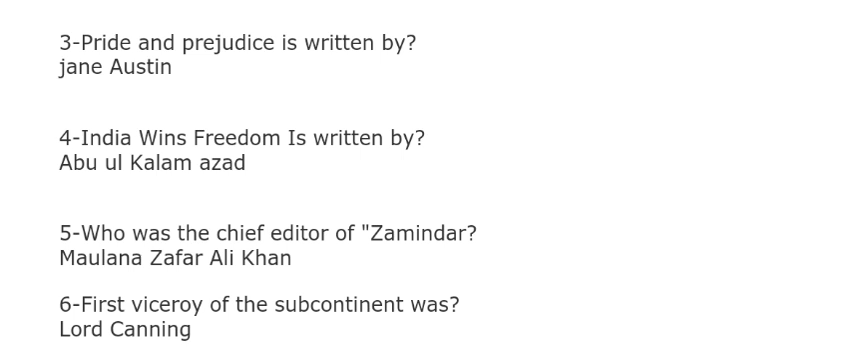 3-Pride and prejudice is written by?
jane Austin
4-India Wins Freedom Is written by?
Abu ul Kalam azad
5-Who was the chief editor of "Zamindar?
Maulana Zafar Ali Khan
6-First viceroy of the subcontinent was?
Lord Canning